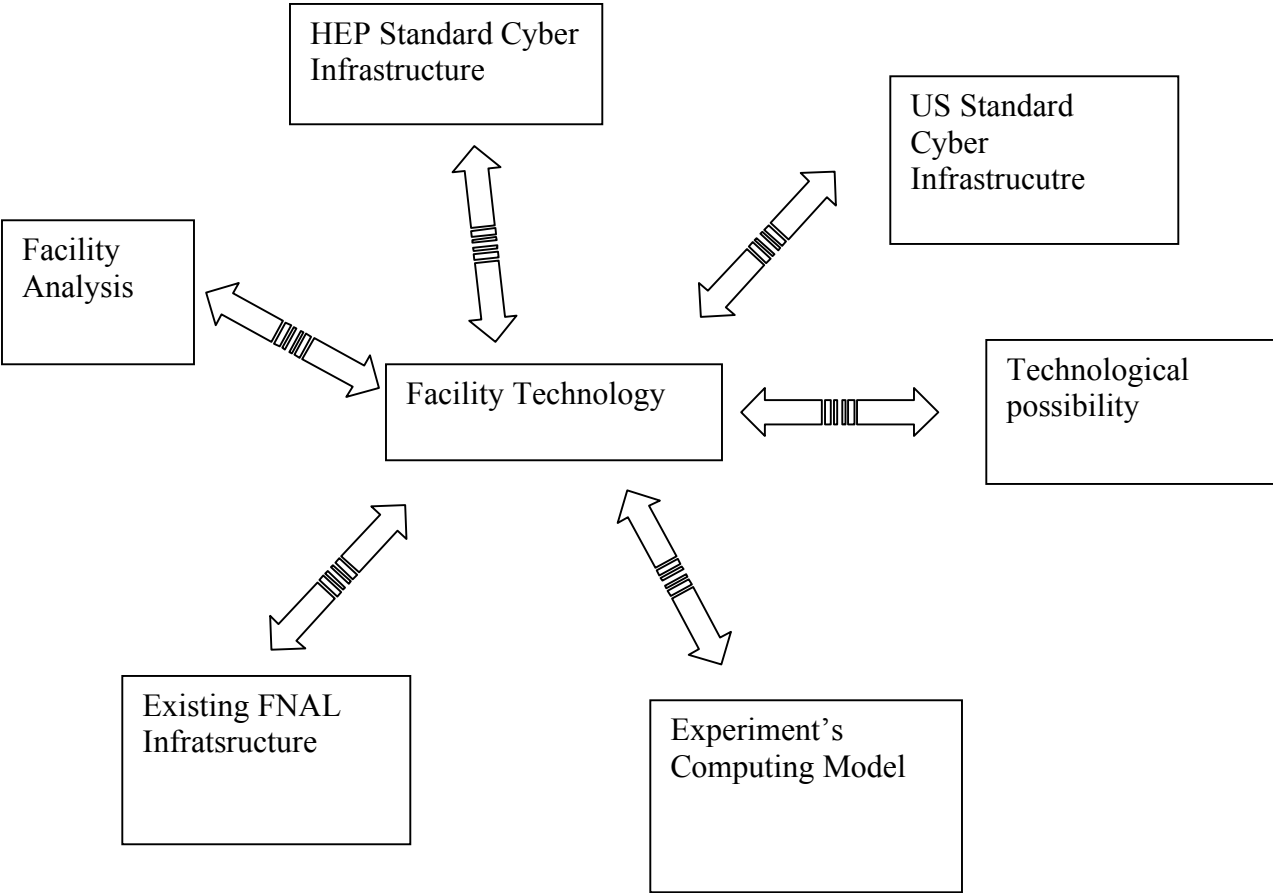 HEP Standard Cyber
Infrastructure
US Standard
Cyber
Infrastrucutre
Facility
Analysis
Facility Technology
Technological
possibility
Existing FNAL
Infratsructure
Experiment’s
Computing Model